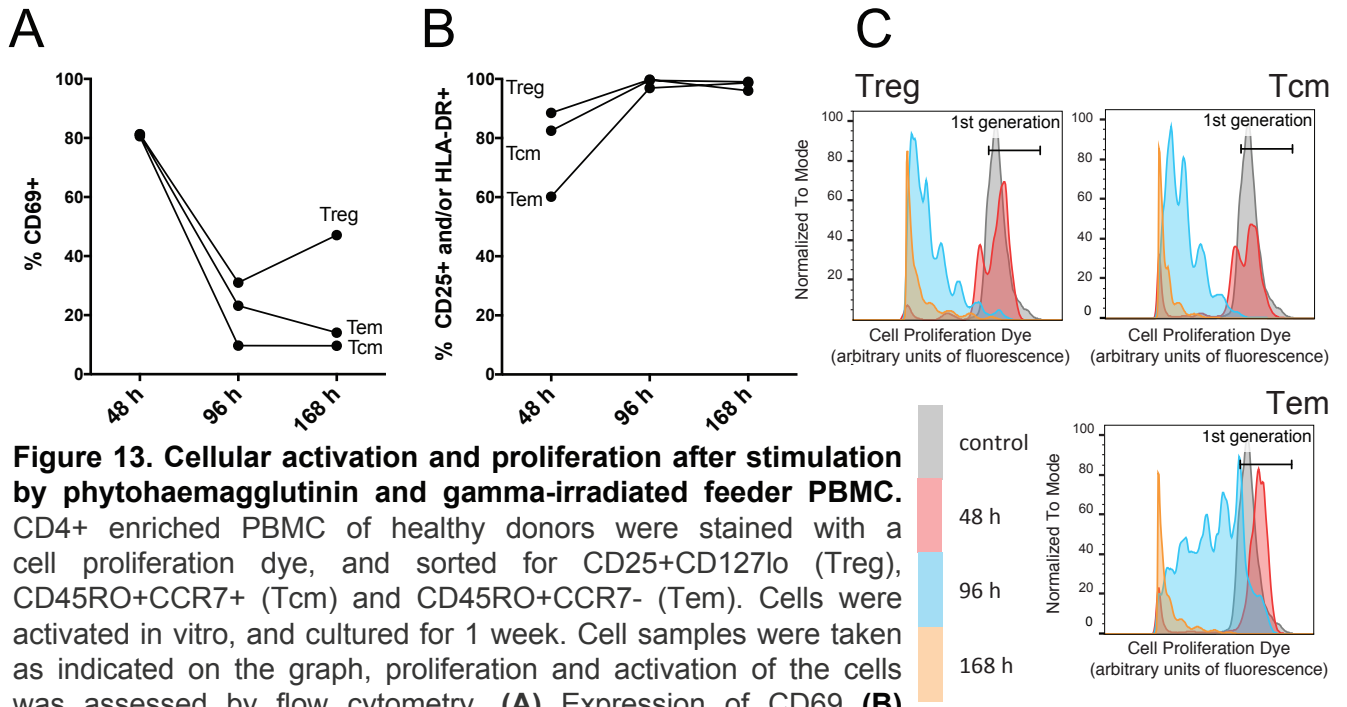 A
B
C
% CD69+
100
80
60
40
20
0
48 h
96 h
168 h
Treg
Tem
Tcm
% CD25+ and/or HLA-DR+
100
80
60
40
20
0
48 h
96 h
168 h
Treg
Tcm
Tem
Treg
Normalized To Mode
100
80
60
40
20
1st generation
Cell Proliferation Dye
(arbitrary units of fluorescence)
Tcm
100
80
60
40
20
0
1st generation
Cell Proliferation Dye
(arbitrary units of fluorescence)
Tem
Normalized To Mode
100
80
60
40
20
0
1st generation
Cell Proliferation Dye
(arbitrary units of fluorescence)
control
48 h
96 h
168 h
Figure 13. Cellular activation and proliferation after stimulation
by phytohaemagglutinin and gamma-irradiated feeder PBMC.
CD4+ enriched PBMC of healthy donors were stained with a
cell proliferation dye, and sorted for CD25+CD127lo (Treg),
CD45RO+CCR7+ (Tcm) and CD45RO+CCR7- (Tem). Cells were
activated in vitro, and cultured for 1 week. Cell samples were taken
as indicated on the graph, proliferation and activation of the cells
was assessed by flow cytometry. (A) Expression of CD69 (B)